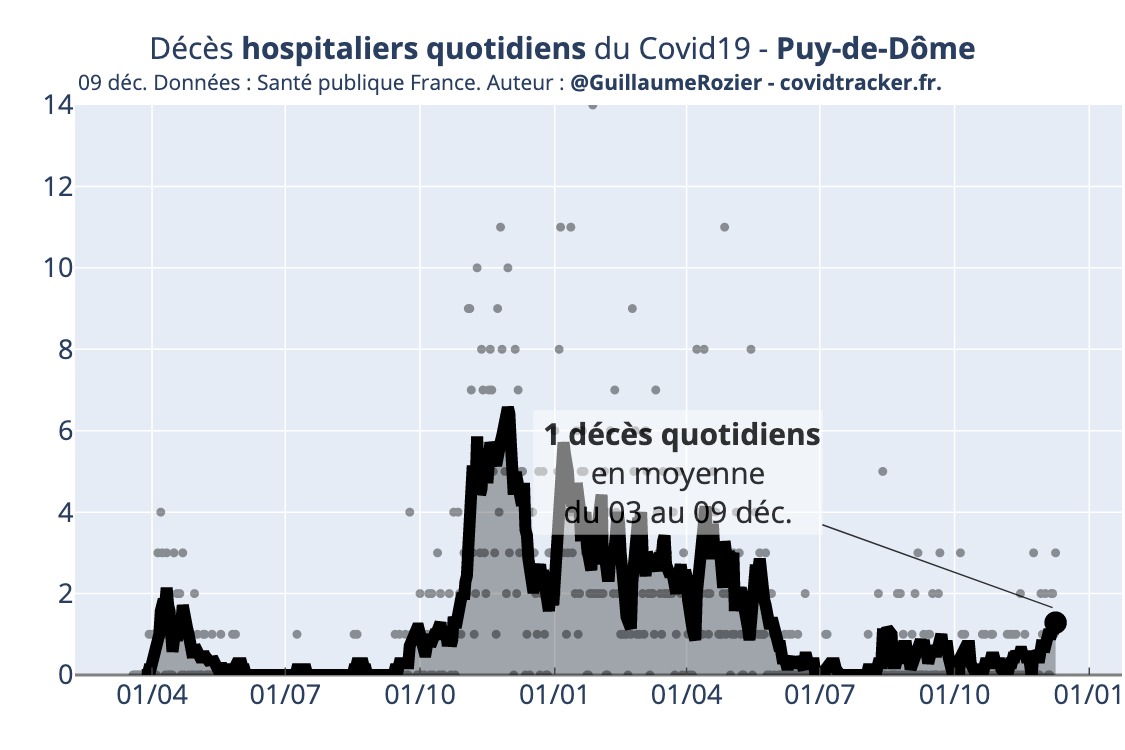 Décès hospitaliers quotidiens du Covid19 - Puy-de-Dôme
09 déc. Données : Santé publique France. Auteur : @GuillaumeRozier - covidtracker.fr.
14
12
10
8
6
4
2
0
1 décès quotidiens
en moyenne
du 03 au 09 déc.
01/04 01/07 01/10 01/01 01/04 01/07 01/10 01/01